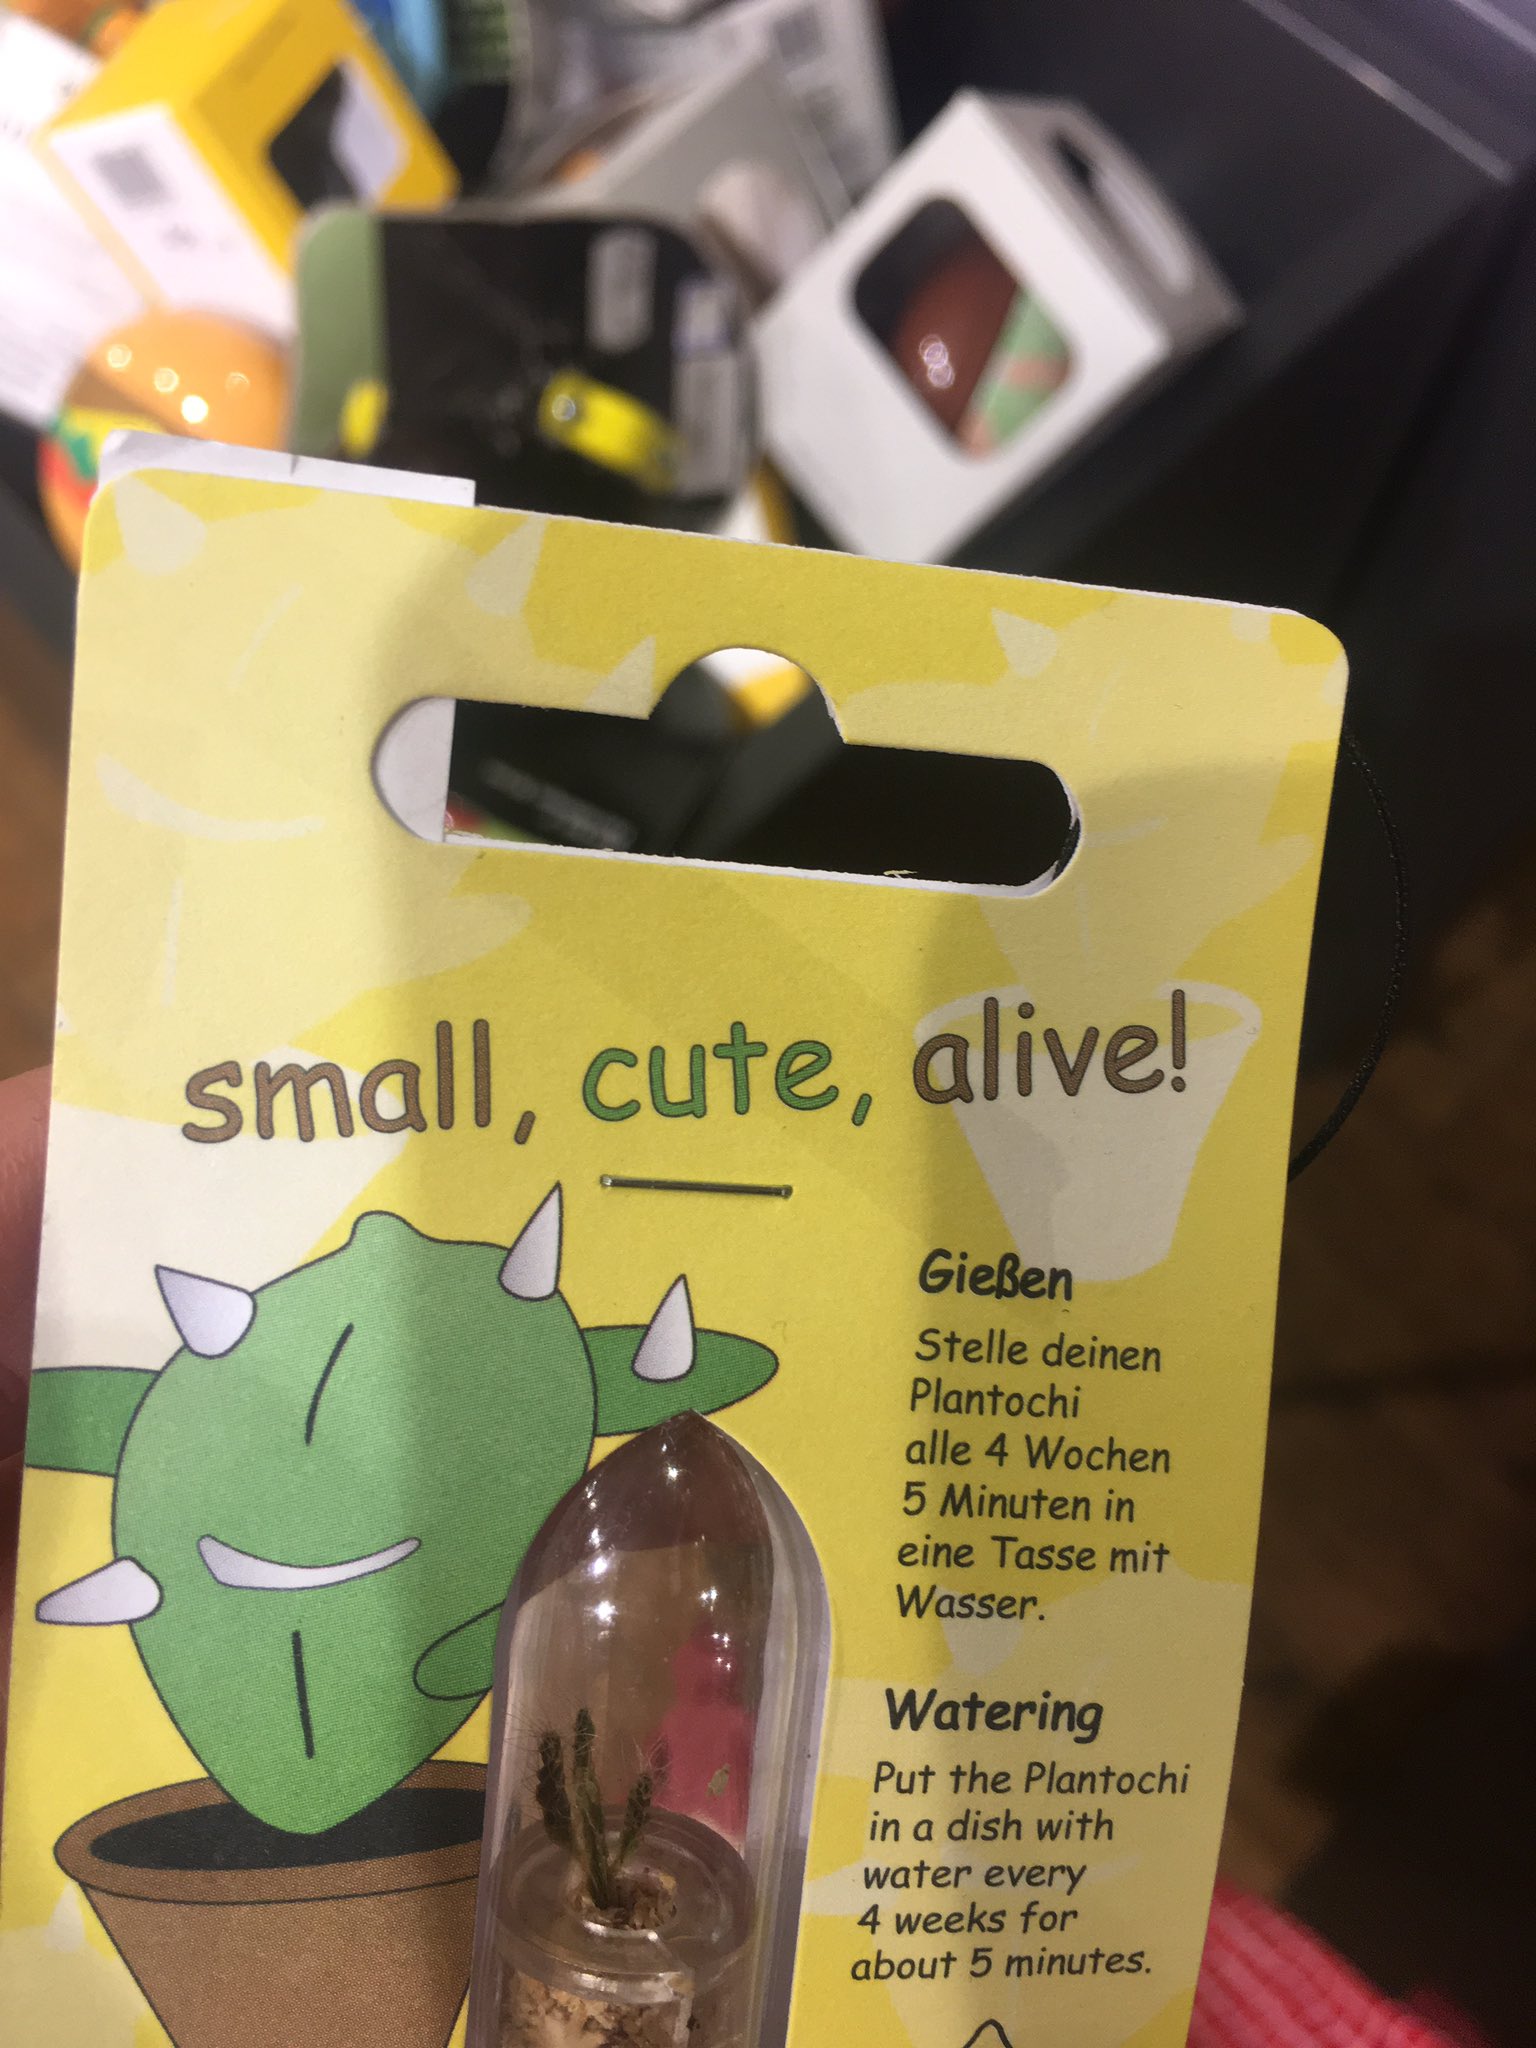 small, cute, alive!
Gießen
Stelle deinen
Plantochi
alle 4 Wochen
5 Minuten in
eine Tasse mit
Wasser.
Watering
Put the Plantochi
in a dish with
water every
4 weeks for
about 5 minutes.